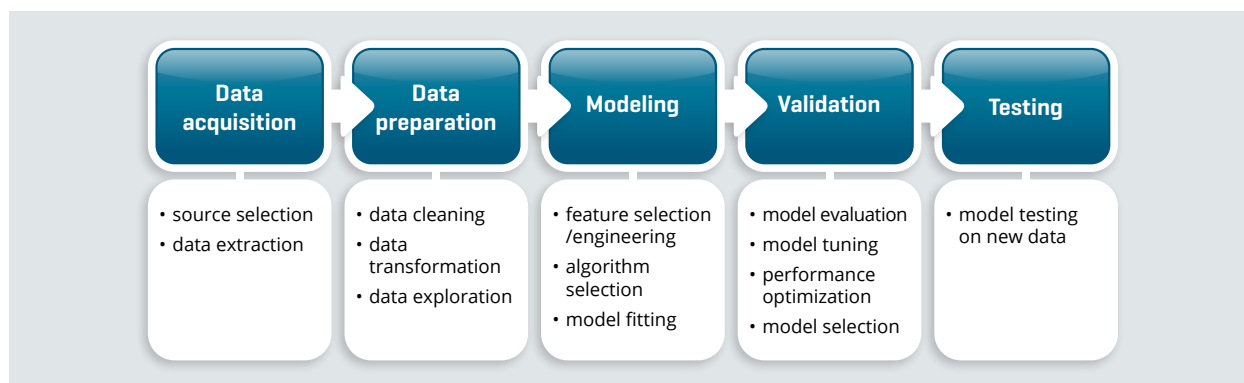 Data
acquisition
Data
preparation
Modeling
Validation
Testing
• source selection
• data extraction
• data cleaning
• data
transformation
• data exploration
• feature selection
/engineering
• algorithm
selection
• model fitting
• model evaluation
• model tuning
• performance
optimization
• model selection
• model testing
on new data